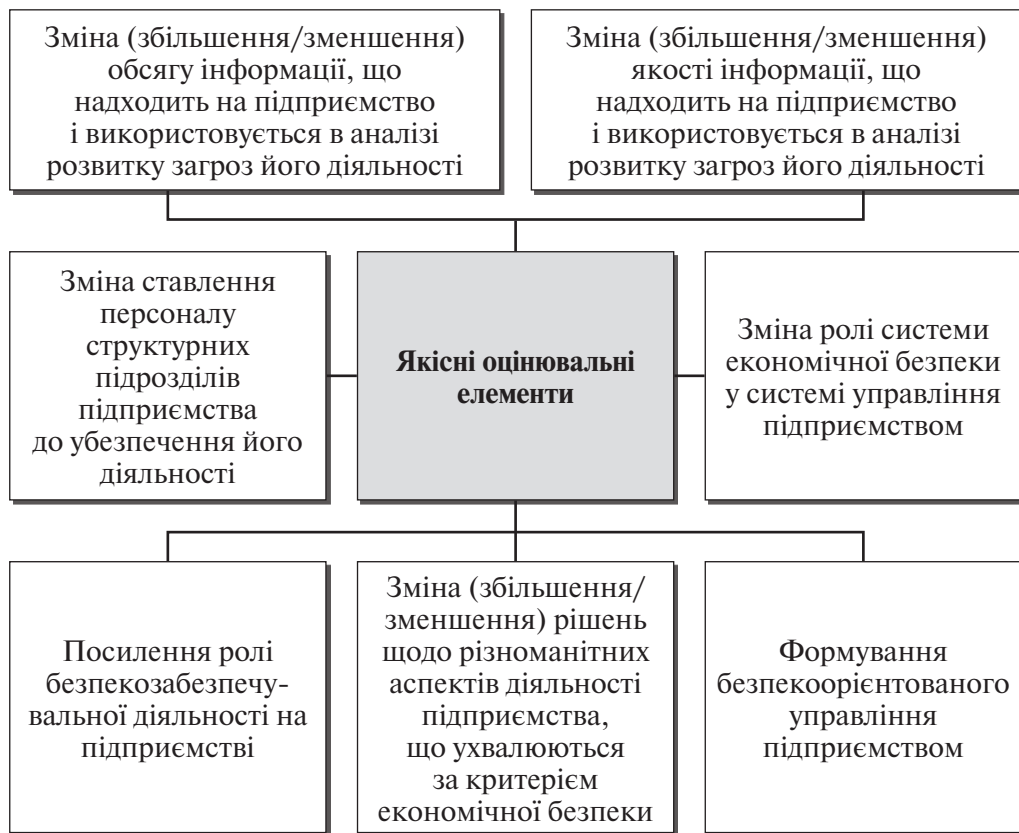 Зміна (збільшення/зменшення)
обсягу інформації, що
надходить на підприємство
і використовується в аналізі
розвитку загроз його діяльності
Зміна (збільшення/зменшення)
якості інформації, що
надходить на підприємство
і використовується в аналізі
розвитку загроз його діяльності
Зміна ставлення
персоналу
структурних
підрозділів
підприємства
до убезпечення його
діяльності
Якісні оцінювальні
елементи
Зміна ролі системи
економічної безпеки
у системі управління
підприємством
Посилення ролі
безпекозабезпечу-
вальної діяльності на
підприємстві
Зміна (збільшення/
зменшення) рішень
щодо різноманітних
аспектів діяльності
підприємства,
що ухвалюються
за критерієм
економічної безпеки
Формування
безпекоорієнтованого
управління
підприємством